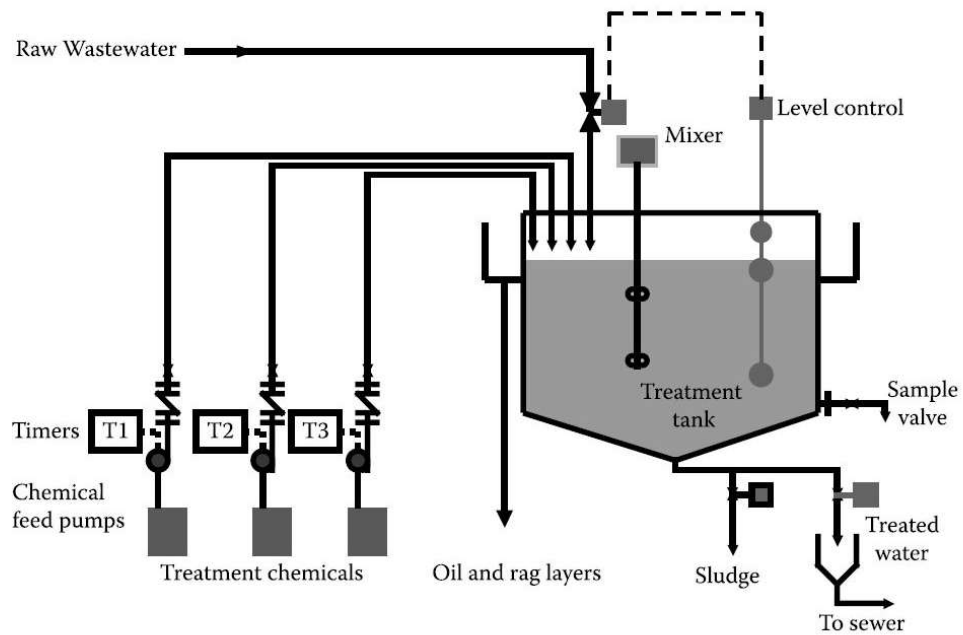 Raw Wastewater
Level control
Mixer
Treatment
tank
Sample
valve
Timers
T1
T2
T3
Chemical
feed pumps
Treatment chemicals
Oil and rag layers
Sludge
Treated
water
To sewer